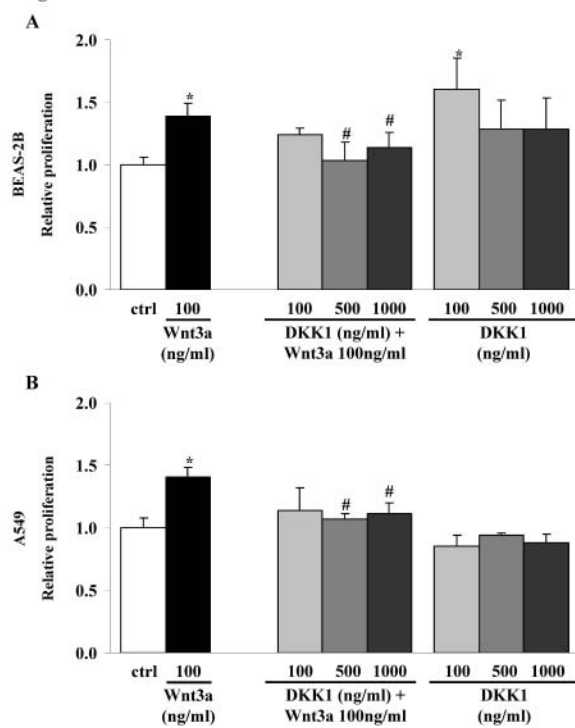 A
BEAS-2B
Relative proliferation
2.0
1.5
1.0
0.5
0.0
*
#
#
*
ctrl 100 100 500 1000 100 500 1000
Wnt3a DKK1 (ng/ml) + DKK1
(ng/ml) Wnt3a 100ng/ml (ng/ml)
B
A549
Relative proliferation
2.0
1.5
1.0
0.5
0.0
*
#
#
ctrl 100 100 500 1000 100 500 1000
Wnt3a DKK1 (ng/ml) + DKK1
(ng/ml) Wnt3a 100ng/ml (ng/ml)